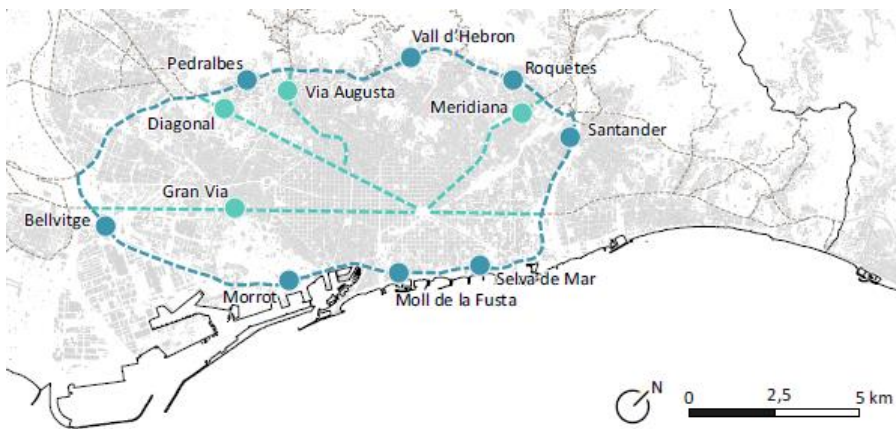 Vall d'Hebron
Pedralbes
Roquetes
Via Augusta
Meridiana
Diagonal
Santander
Gran Via
Bellvitge
Selva de Mar
Morrot
Moll de la Fusta
N
0 2,5 5 km